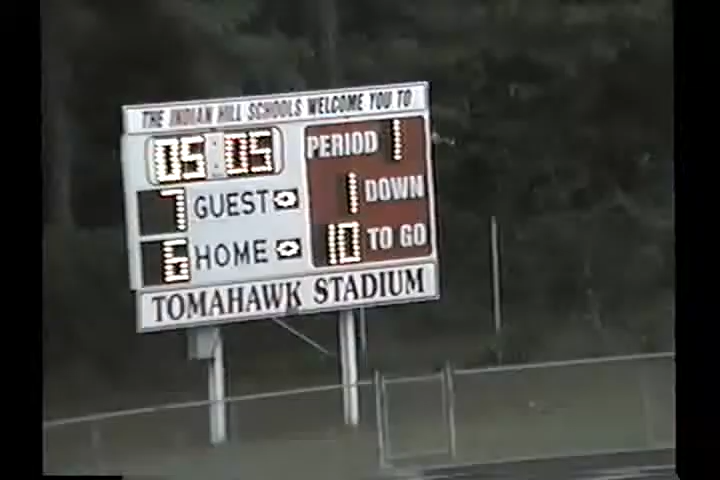 THE INDIAN HILL SCHOOLS WELCOME YOU TO
05:05 PERIOD 1
7 GUEST 1 DOWN
6 HOME 10 TO GO
TOMAHAWK STADIUM